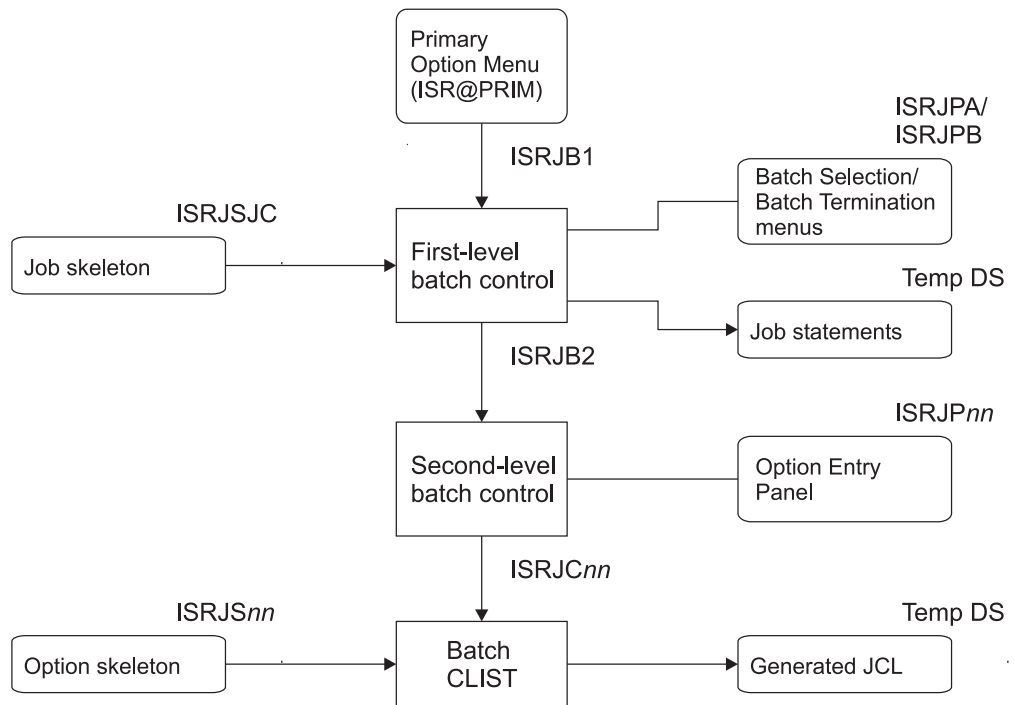 Primary
Option Menu
(ISR@PRIM)
ISRJPA/
ISRJPB
ISRJB1
Batch Selection/
Batch Termination
menus
ISRJSJC
Job skeleton
First-level
batch control
Temp DS
Job statements
ISRJB2
ISRJPnn
Second-level
batch control
Option Entry
Panel
ISRJCnn
ISRJSnn
Temp DS
Option skeleton
Batch
CLIST
Generated JCL